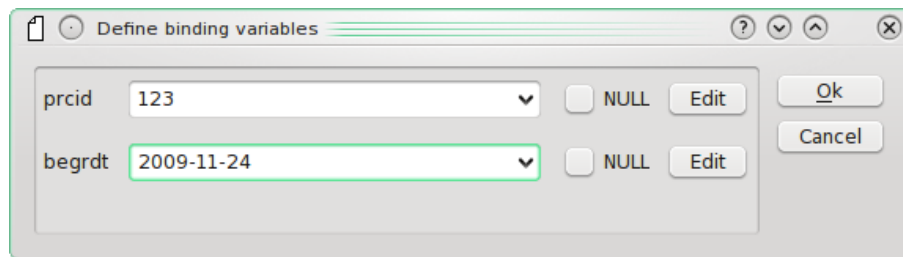 Define binding variables
prcid 123 NULL Edit Ok
begrdt 2009-11-24 NULL Edit Cancel